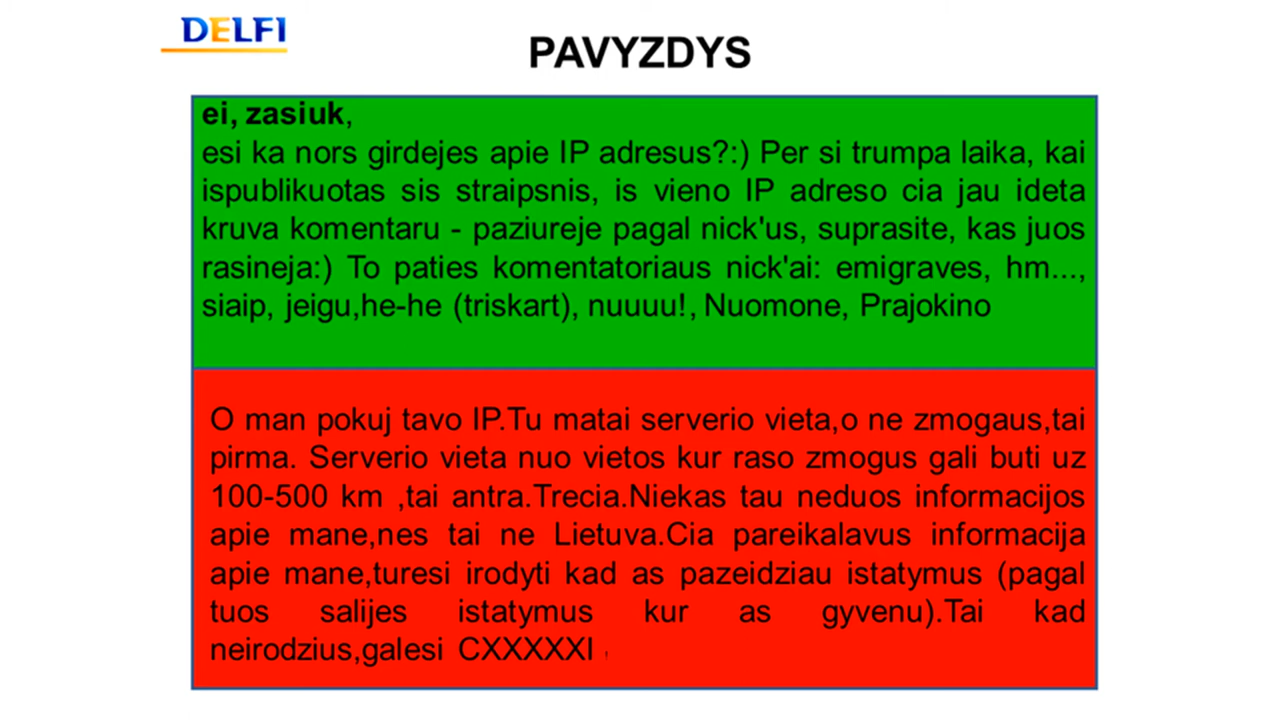 DELFI
PAVYZDYS
ei, zasiuk,
esi ka nors girdejes apie IP adresus?:) Per si trumpa laika, kai
ispublikuotas sis straipsnis, is vieno IP adreso cia jau ideta
kruva komentaru - paziureje pagal nick'us, suprasite, kas juos
rasineja:) To paties komentatoriaus nick'ai: emigraves, hm...,
siaip, jeigu,he-he (triskart), nuuuu!, Nuomone, Prajokino
O man pokuj tavo IP.Tu matai serverio vieta,o ne zmogaus,tai
pirma. Serverio vieta nuo vietos kur raso zmogus gali buti uz
100-500 km ,tai antra.Trecia.Niekas tau neduos informacijos
apie mane,nes tai ne Lietuva.Cia pareikalavus informacija
apie mane,turesi irodyti kad as pazeidziau istatymus (pagal
tuos salijes istatymus kur as gyvenu).Tai kad
neirodzius,galesi CXXXXXI !